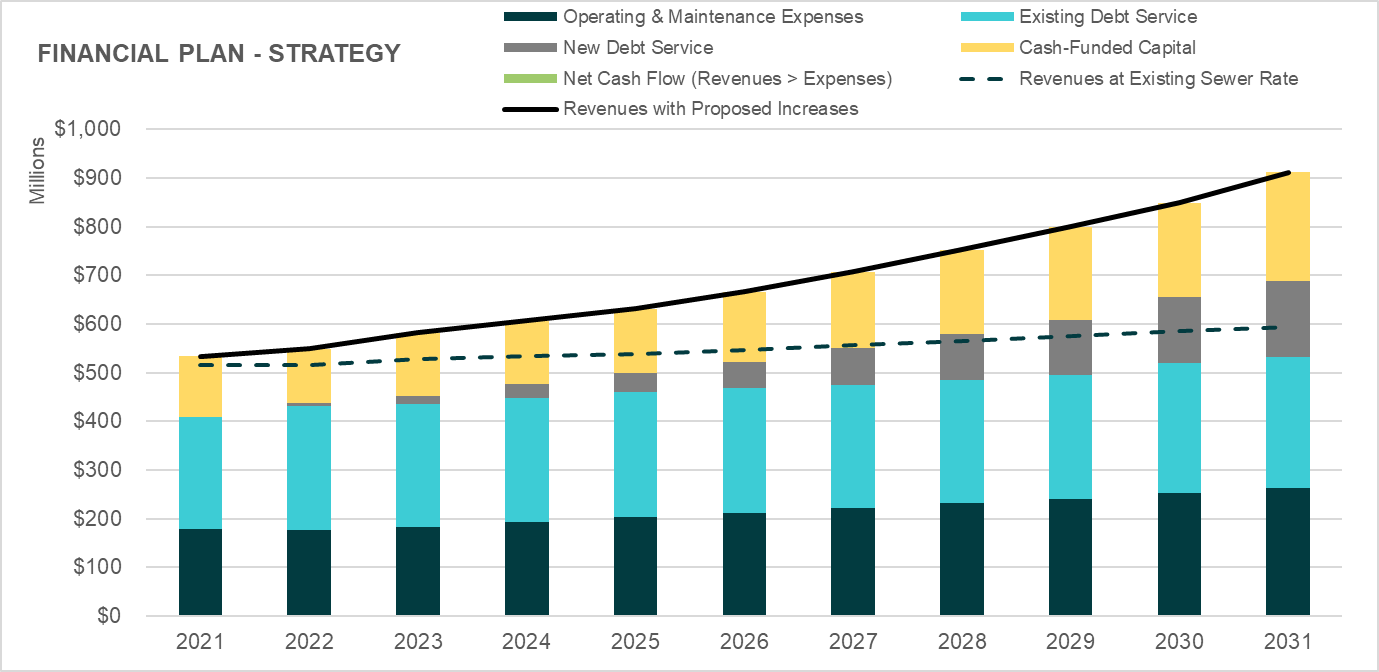 FINANCIAL PLAN - STRATEGY
Operating & Maintenance Expenses
Existing Debt Service
New Debt Service
Cash-Funded Capital
Net Cash Flow (Revenues > Expenses)
Revenues at Existing Sewer Rate
Revenues with Proposed Increases
Millions
$1,000
$900
$800
$700
$600
$500
$400
$300
$200
$100
$0
2021 2022 2023 2024 2025 2026 2027 2028 2029 2030 2031